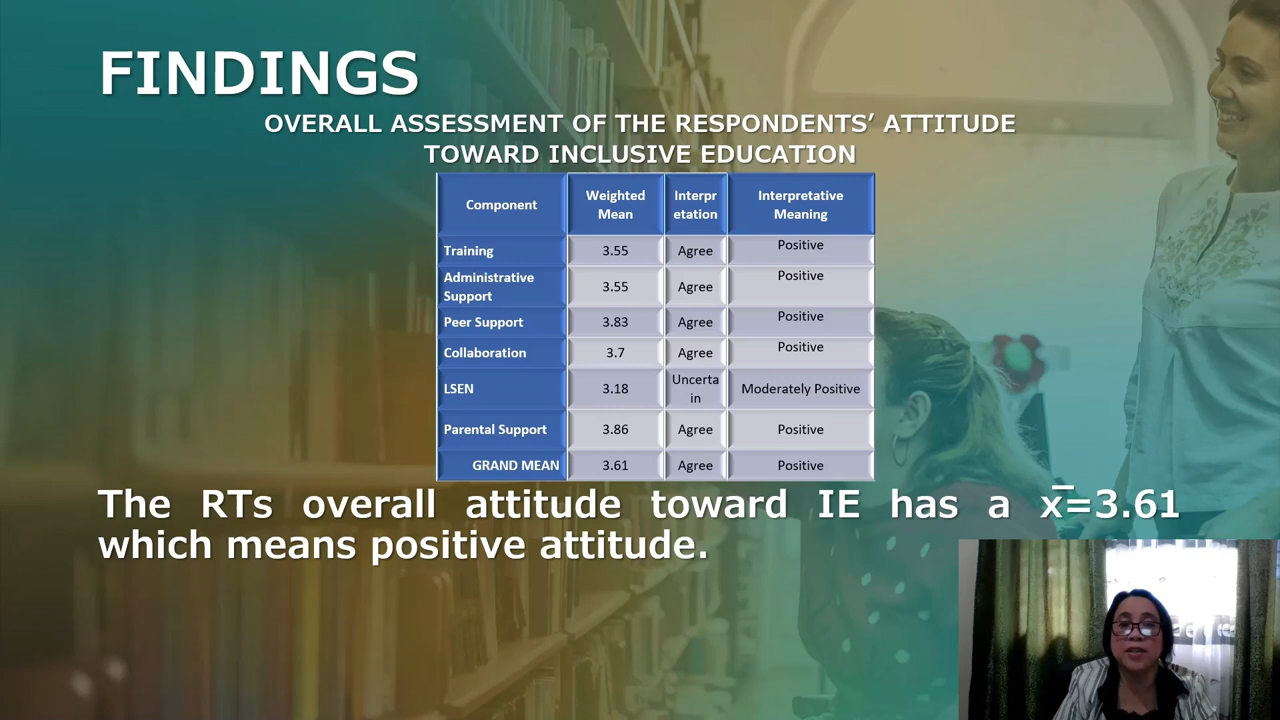 FINDINGS
OVERALL ASSESSMENT OF THE RESPONDENTS’ ATTITUDE
TOWARD INCLUSIVE EDUCATION
Component Weighted Mean Interpr etation Interpretative Meaning
Training 3.55 Agree Positive
Administrative Support 3.55 Agree Positive
Peer Support 3.83 Agree Positive
Collaboration 3.7 Agree Positive
LSEN 3.18 Uncerta in Moderately Positive
Parental Support 3.86 Agree Positive
GRAND MEAN 3.61 Agree Positive
The RTs overall attitude toward IE has a x̅=3.61
which means positive attitude.